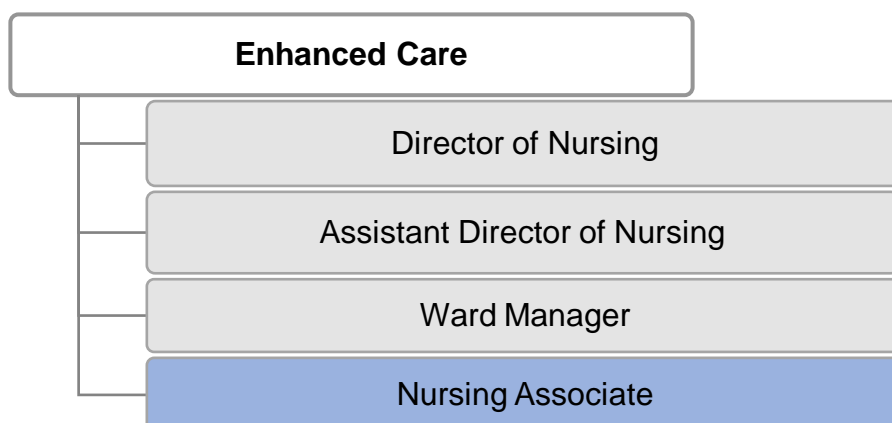 Enhanced Care
Director of Nursing
Assistant Director of Nursing
Ward Manager
Nursing Associate